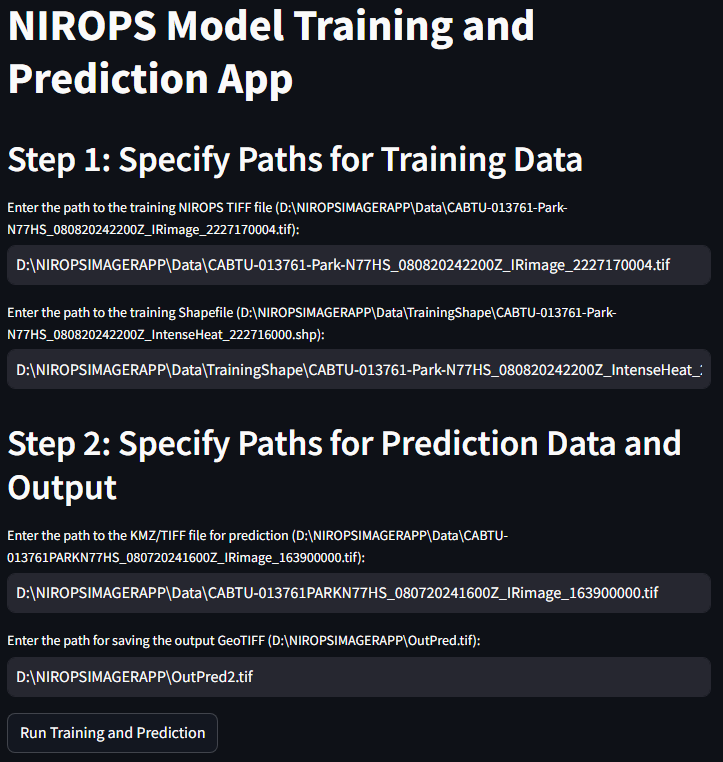 NIROPS Model Training and
Prediction App
Step 1: Specify Paths for Training Data
Enter the path to the training NIROPS TIFF file (D:\NIROPSIMAGERAPP\Data\CABTU-013761-Park-
N77HS_080820242200Z_IRimage_2227170004.tif):
D:\NIROPSIMAGERAPP\Data\CABTU-013761-Park-N77HS_080820242200Z_IRimage_2227170004.tif
Enter the path to the training Shapefile (D:\NIROPSIMAGERAPP\Data\TrainingShape\CABTU-013761-Park-
N77HS_080820242200Z_IntenseHeat_222716000.shp):
D:\NIROPSIMAGERAPP\Data\TrainingShape\CABTU-013761-Park-N77HS_080820242200Z_IntenseHeat_
Step 2: Specify Paths for Prediction Data and
Output
Enter the path to the KMZ/TIFF file for prediction (D:\NIROPSIMAGERAPP\Data\CABTU-
013761PARKN77HS_080720241600Z_IRimage_163900000.tif):
D:\NIROPSIMAGERAPP\Data\CABTU-013761PARKN77HS_080720241600Z_IRimage_163900000.tif
Enter the path for saving the output GeoTIFF (D:\NIROPSIMAGERAPP\OutPred.tif):
D:\NIROPSIMAGERAPP\OutPred2.tif
Run Training and Prediction